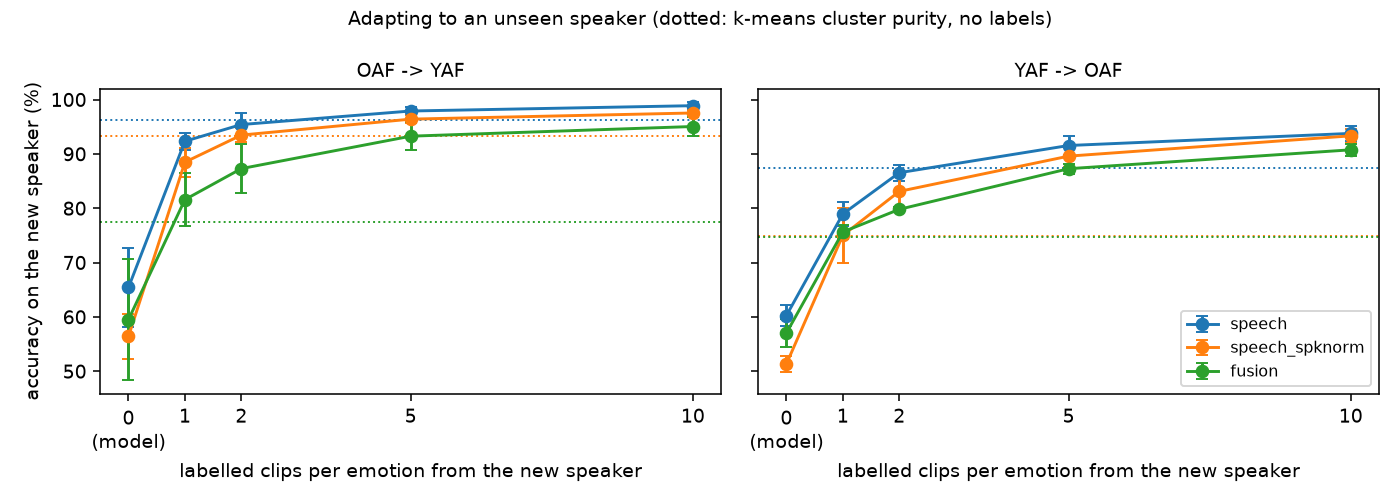 Adapting to an unseen speaker (dotted: k-means cluster purity, no labels)
OAF -> YAF
YAF -> OAF
accuracy on the new speaker (%)
100
90
80
70
60
50
0
(model)
1
2
5
10
labelled clips per emotion from the new speaker
0
(model)
1
2
5
10
labelled clips per emotion from the new speaker
speech
speech_spknorm
fusion